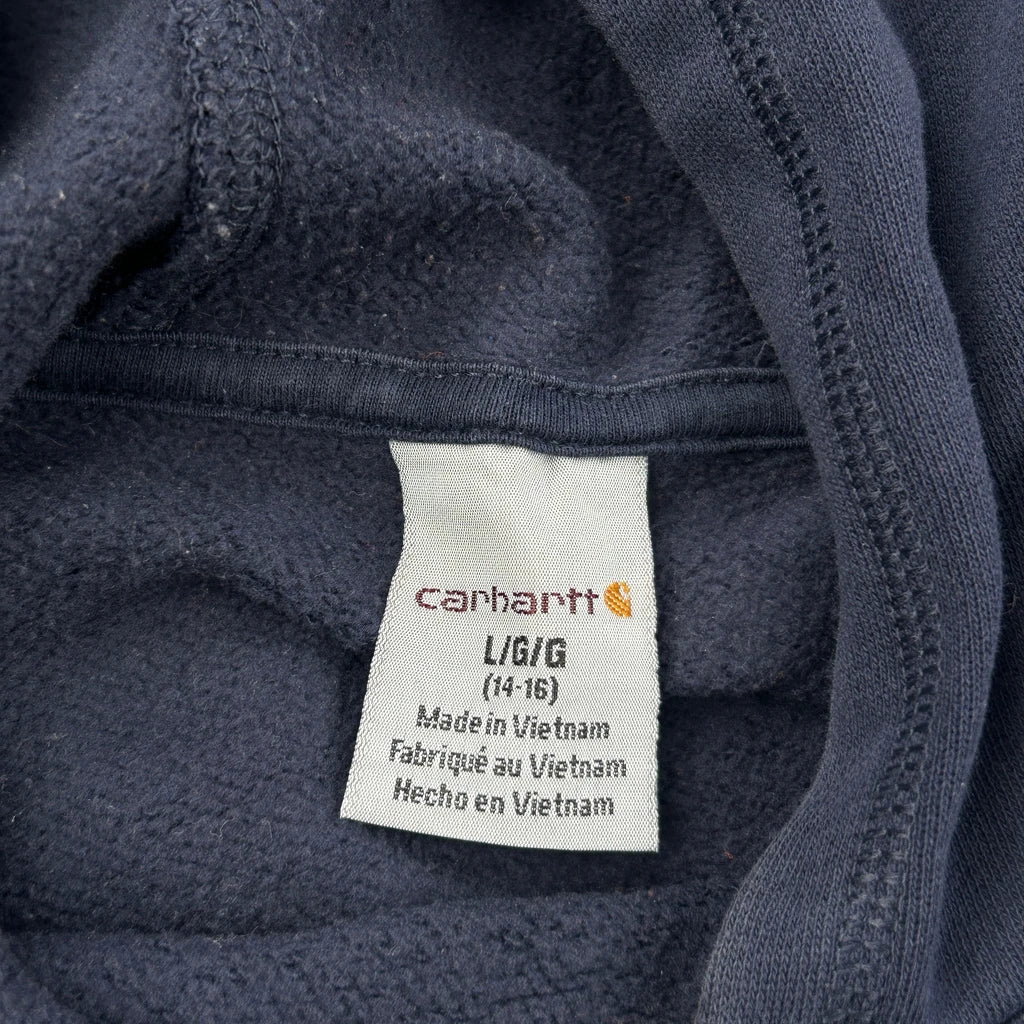 carhartt
L/G/G
(14-16)
Made in Vietnam
Fabriqué au Vietnam
Hecho en Vietnam